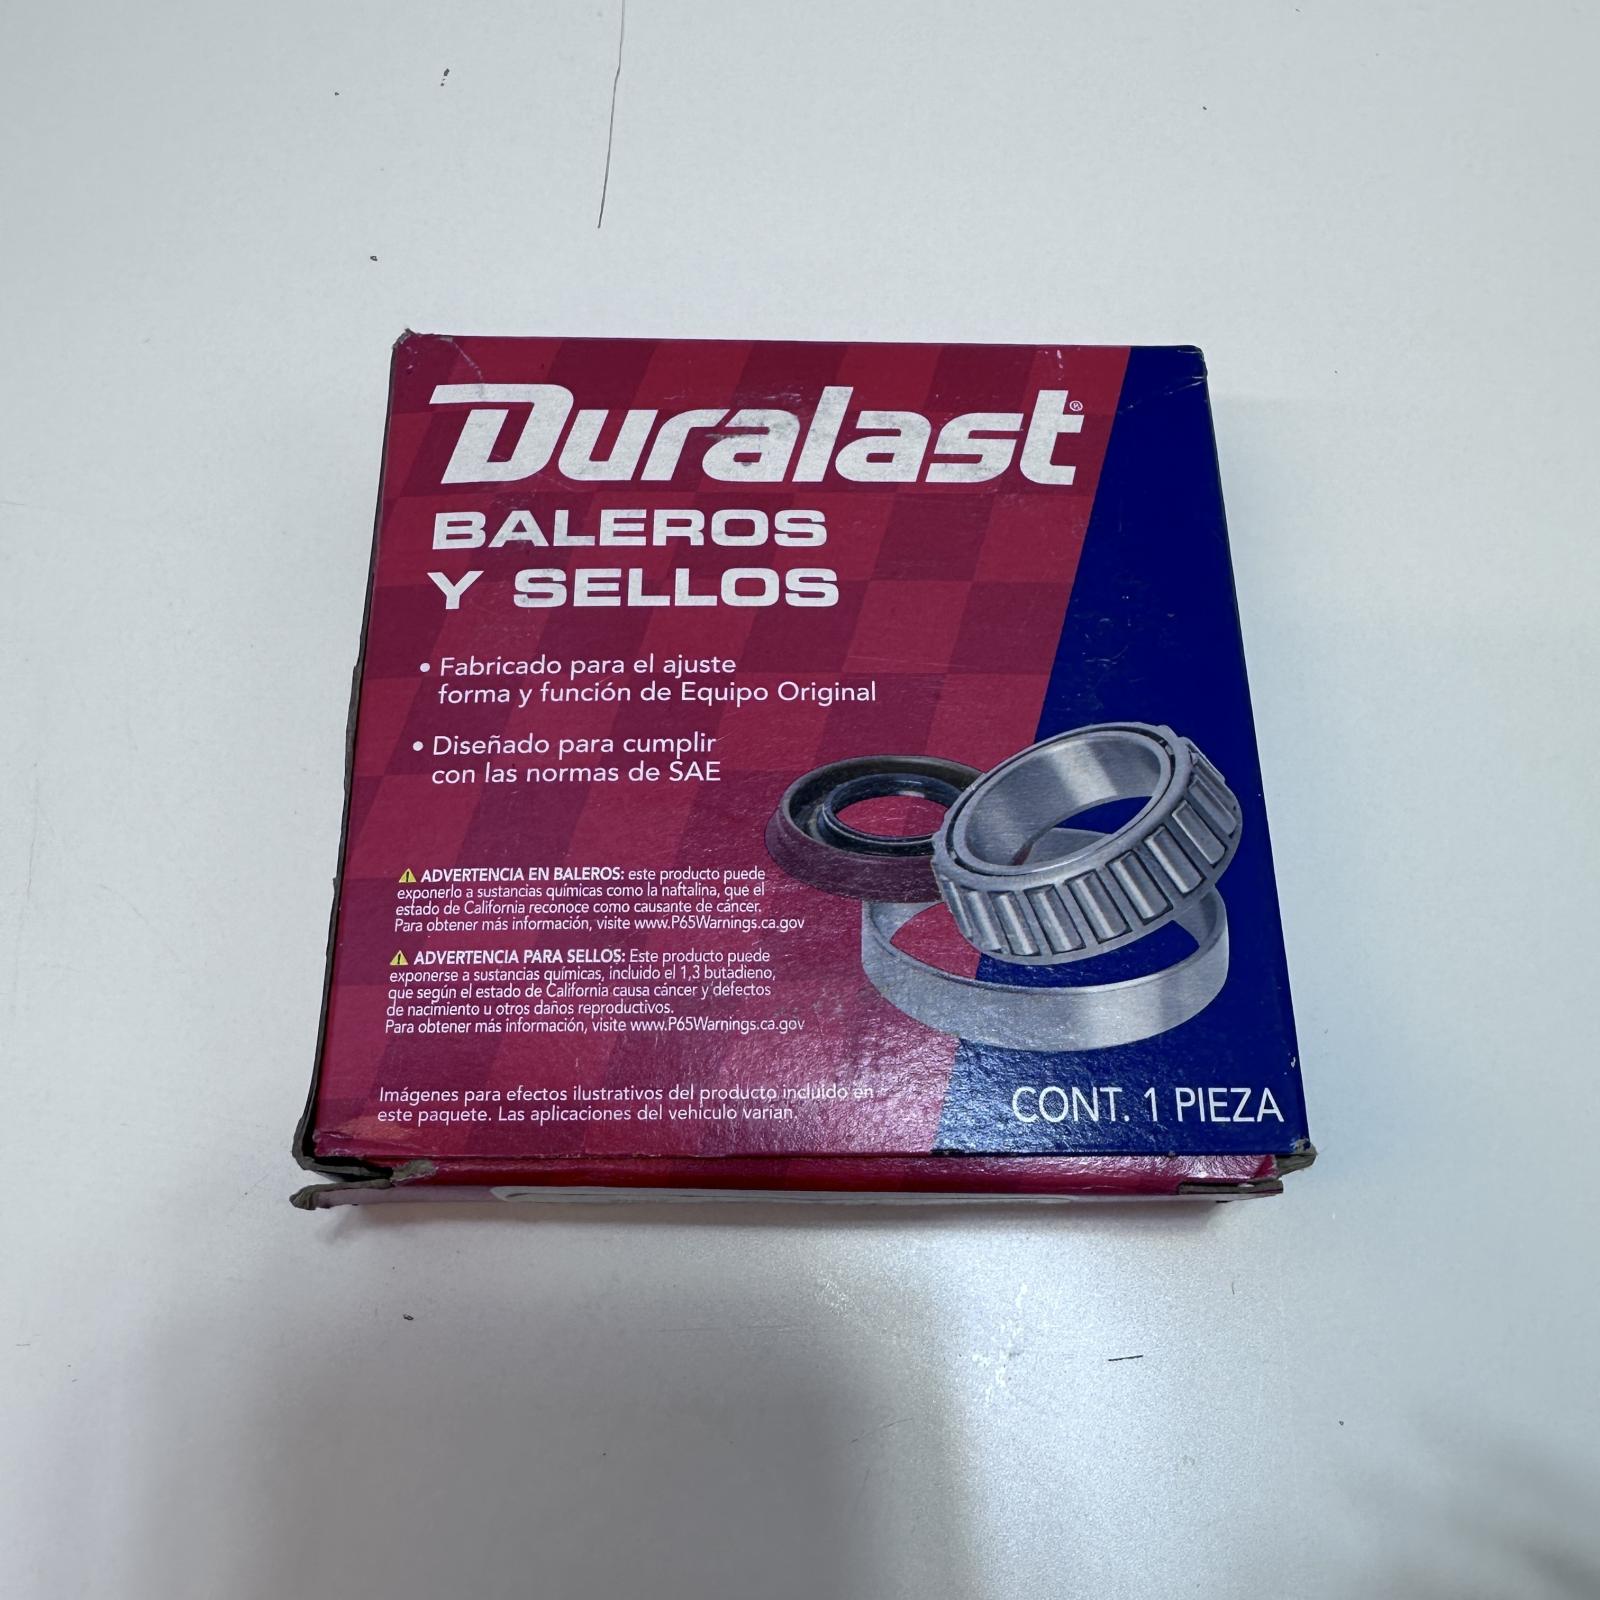 Duralast®
BALEROS
Y SELLOS
• Fabricado para el ajuste
forma y función de Equipo Original
• Diseñado para cumplir
con las normas de SAE
⚠ ADVERTENCIA EN BALEROS: este producto puede
exponerlo a sustancias químicas como la naftalina, que el
estado de California reconoce como causante de cáncer.
Para obtener más información, visite www.P65Warnings.ca.gov
⚠ ADVERTENCIA PARA SELLOS: Este producto puede
exponerse a sustancias químicas, incluido el 1,3 butadieno,
que según el estado de California causa cáncer y defectos
de nacimiento u otros daños reproductivos.
Para obtener más información, visite www.P65Warnings.ca.gov
Imágenes para efectos ilustrativos del producto incluido en
este paquete. Las aplicaciones del vehículo varían.
CONT. 1 PIEZA